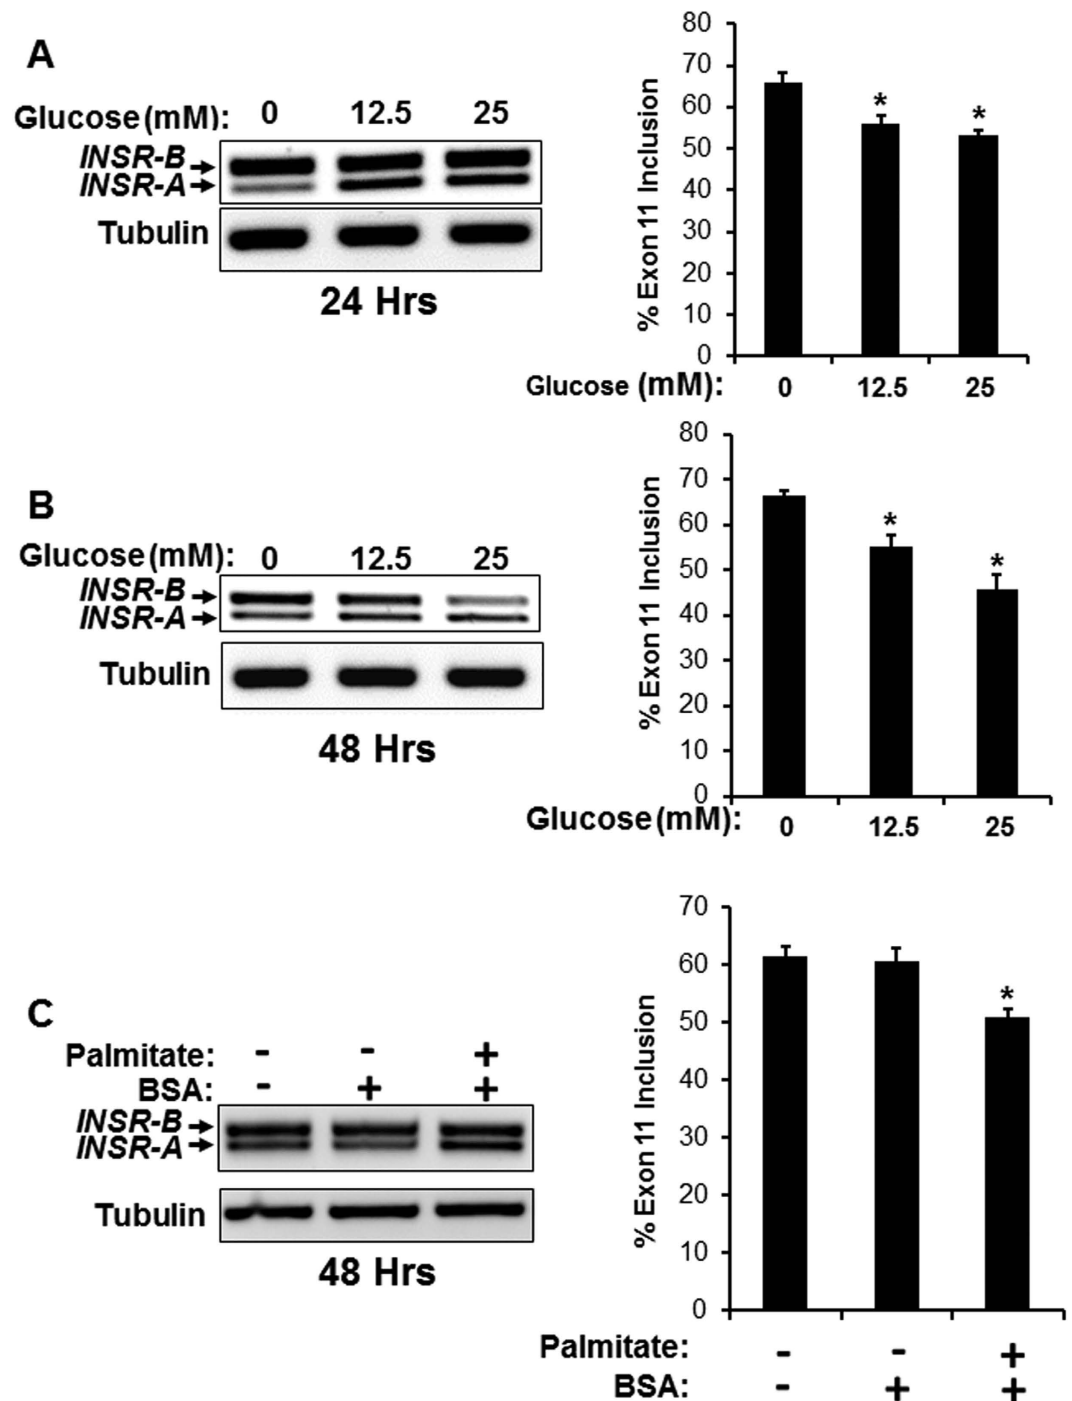 A
Glucose (mM): 0 12.5 25
INSR-B
INSR-A
Tubulin
24 Hrs
80
70
60
50
40
30
20
10
0
% Exon 11 Inclusion
* *
Glucose (mM): 0 12.5 25
B
Glucose (mM): 0 12.5 25
INSR-B
INSR-A
Tubulin
48 Hrs
80
70
60
50
40
30
20
10
0
% Exon 11 Inclusion
* *
Glucose (mM): 0 12.5 25
C
Palmitate: - - +
BSA: - + +
INSR-B
INSR-A
Tubulin
48 Hrs
70
60
50
40
30
20
10
0
% Exon 11 Inclusion
*
Palmitate: - - +
BSA: - + +